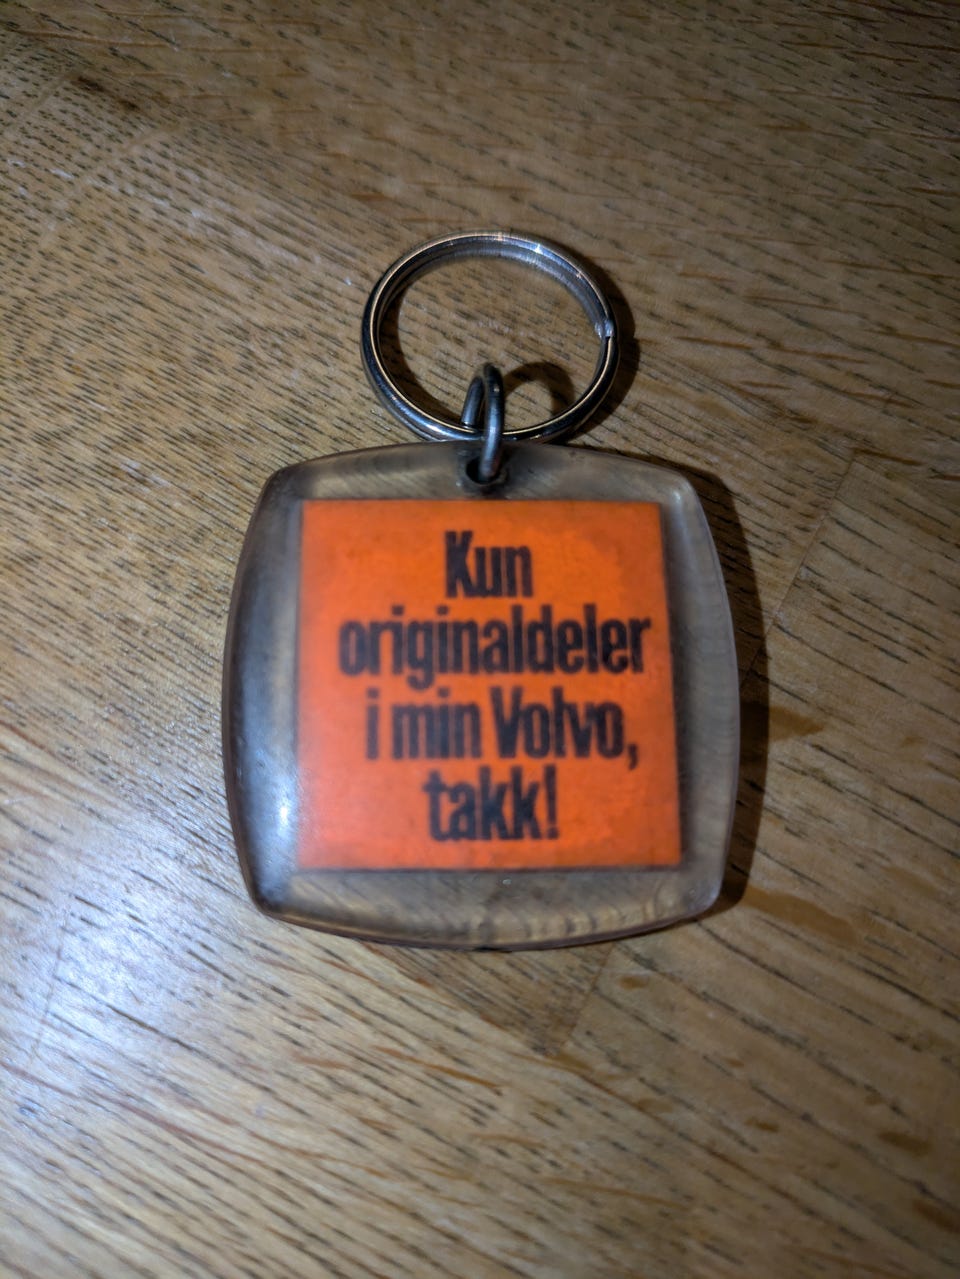 Kun
originaldeler
i min Volvo,
takk!